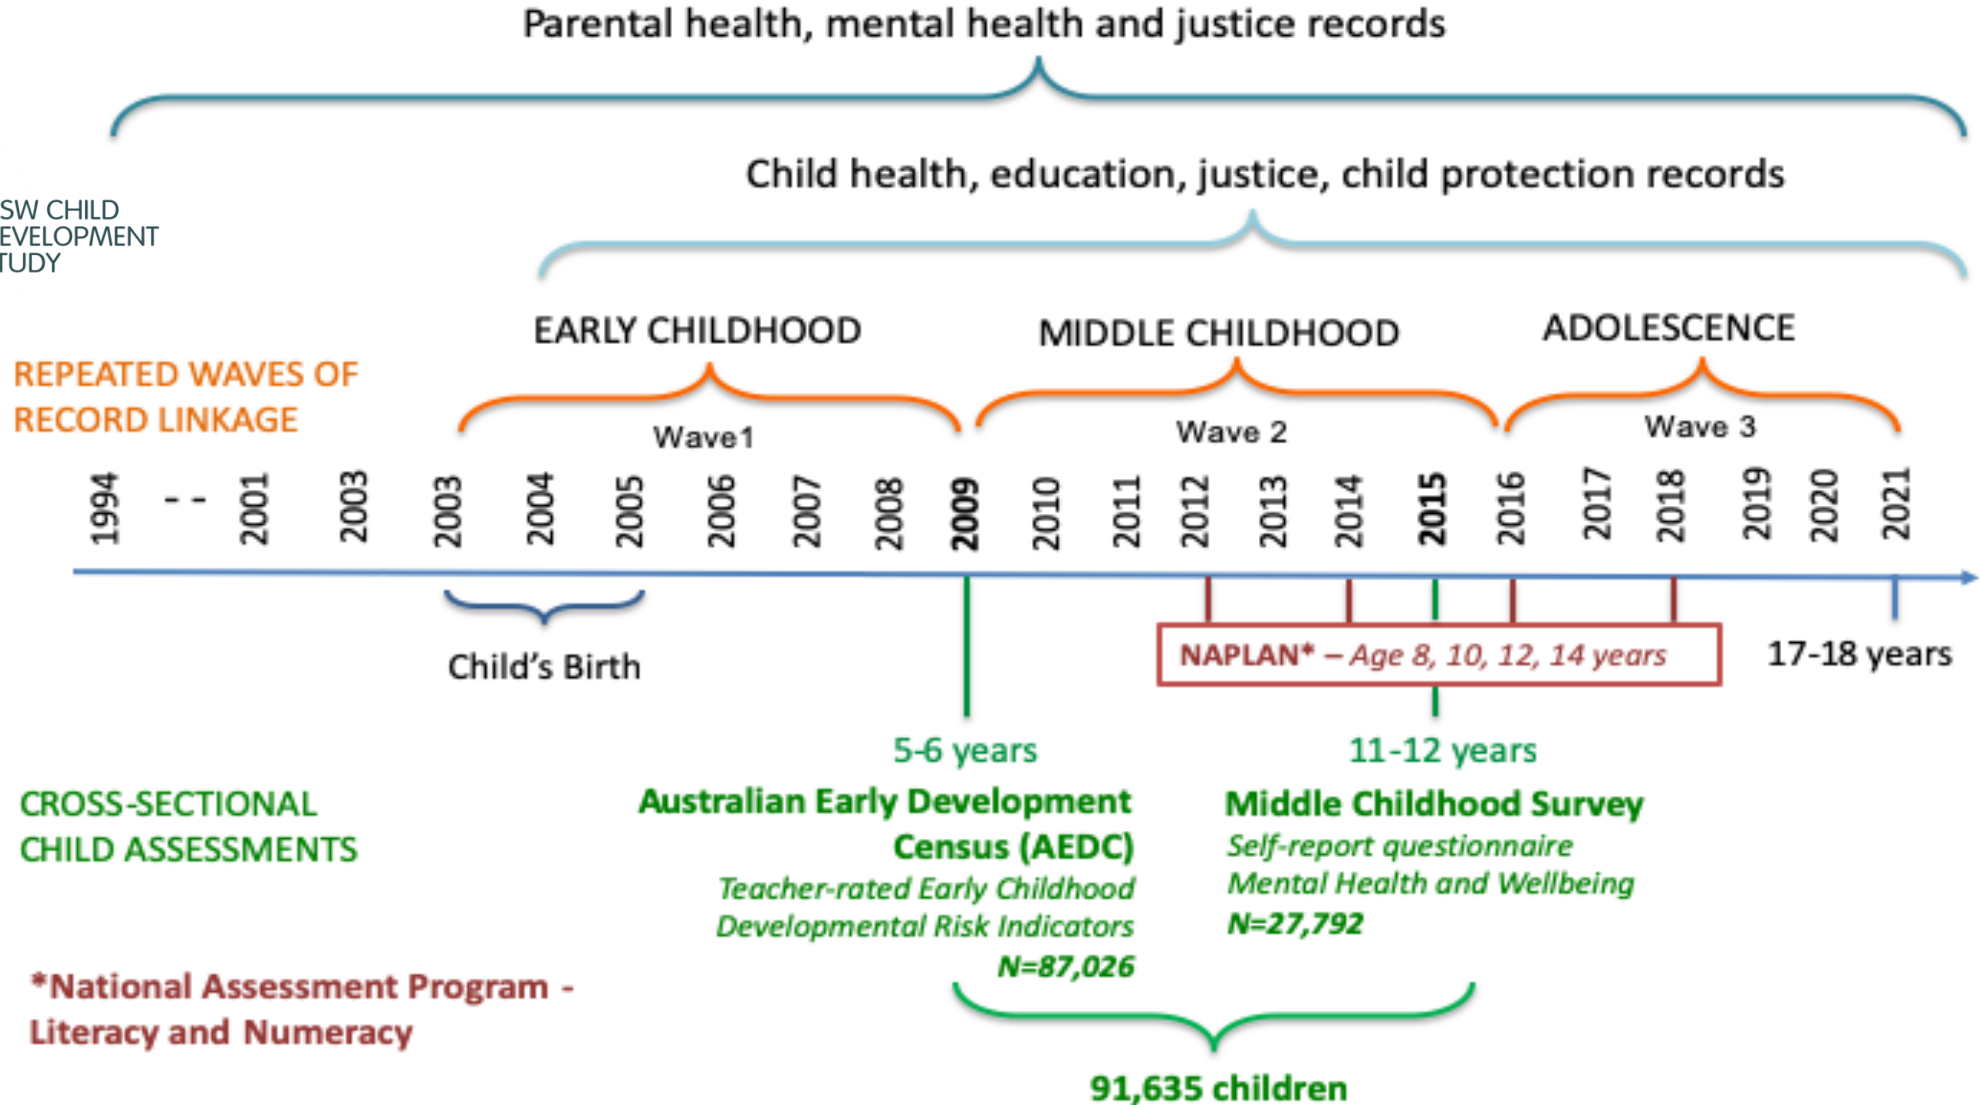 Parental health, mental health and justice records
Child health, education, justice, child protection records
SW CHILD
EVELOPMENT
TUDY
EARLY CHILDHOOD
MIDDLE CHILDHOOD
ADOLESCENCE
REPEATED WAVES OF
RECORD LINKAGE
Wave1
Wave 2
Wave 3
1994 - - 2001 2003 2003 2004 2005 2006 2007 2008 2009 2010 2011 2012 2013 2014 2015 2016 2017 2018 2019 2020 2021
Child's Birth
NAPLAN* – Age 8, 10, 12, 14 years
17-18 years
5-6 years
11-12 years
CROSS-SECTIONAL
CHILD ASSESSMENTS
Australian Early Development
Census (AEDC)
Teacher-rated Early Childhood
Developmental Risk Indicators
N=87,026
Middle Childhood Survey
Self-report questionnaire
Mental Health and Wellbeing
N=27,792
*National Assessment Program -
Literacy and Numeracy
91,635 children